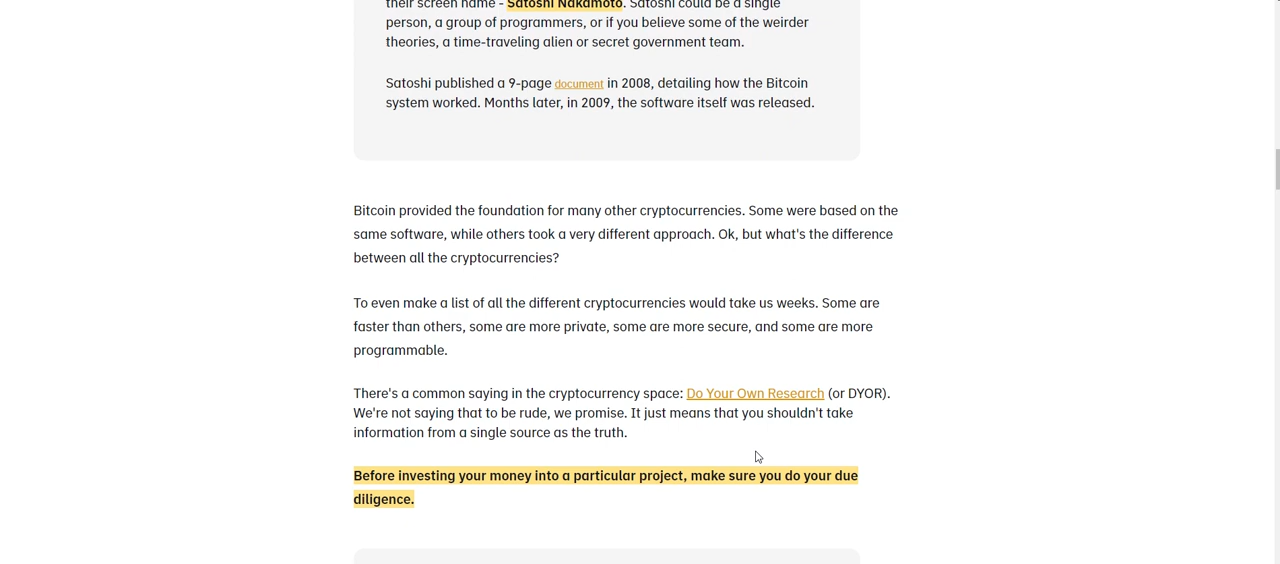 their screen name - Satoshi Nakamoto. Satoshi could be a single
person, a group of programmers, or if you believe some of the weirder
theories, a time-traveling alien or secret government team.
Satoshi published a 9-page document in 2008, detailing how the Bitcoin
system worked. Months later, in 2009, the software itself was released.
Bitcoin provided the foundation for many other cryptocurrencies. Some were based on the
same software, while others took a very different approach. Ok, but what's the difference
between all the cryptocurrencies?
To even make a list of all the different cryptocurrencies would take us weeks. Some are
faster than others, some are more private, some are more secure, and some are more
programmable.
There's a common saying in the cryptocurrency space: Do Your Own Research (or DYOR).
We're not saying that to be rude, we promise. It just means that you shouldn't take
information from a single source as the truth.
Before investing your money into a particular project, make sure you do your due
diligence.